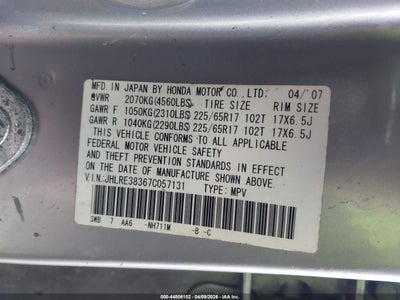 MFD. IN JAPAN BY HONDA MOTOR CO.,LTD: 04/'07
GVWR 2070KG(4560LBS) TIRE SIZE RIM SIZE
GAWR F 1050KG(2310LBS) 225/65R17 102T 17X6.5J
GAWR R 1040KG(2290LBS) 225/65R17 102T 17X6.5J
THIS VEHICLE CONFORMS TO ALL APPLICABLE
FEDERAL MOTOR VEHICLE SAFETY
AND THEFT PREVENTION STANDARDS IN EFFECT
ON THE DATE OF MANUFACTURE SHOWN ABOVE.
V.I.N.:JHLRE38367C057131 TYPE: MPV
SWB 7 AA6 -NH711M -B -C
000-44806152 - 04/09/2026 - © IAA Holdings, LLC